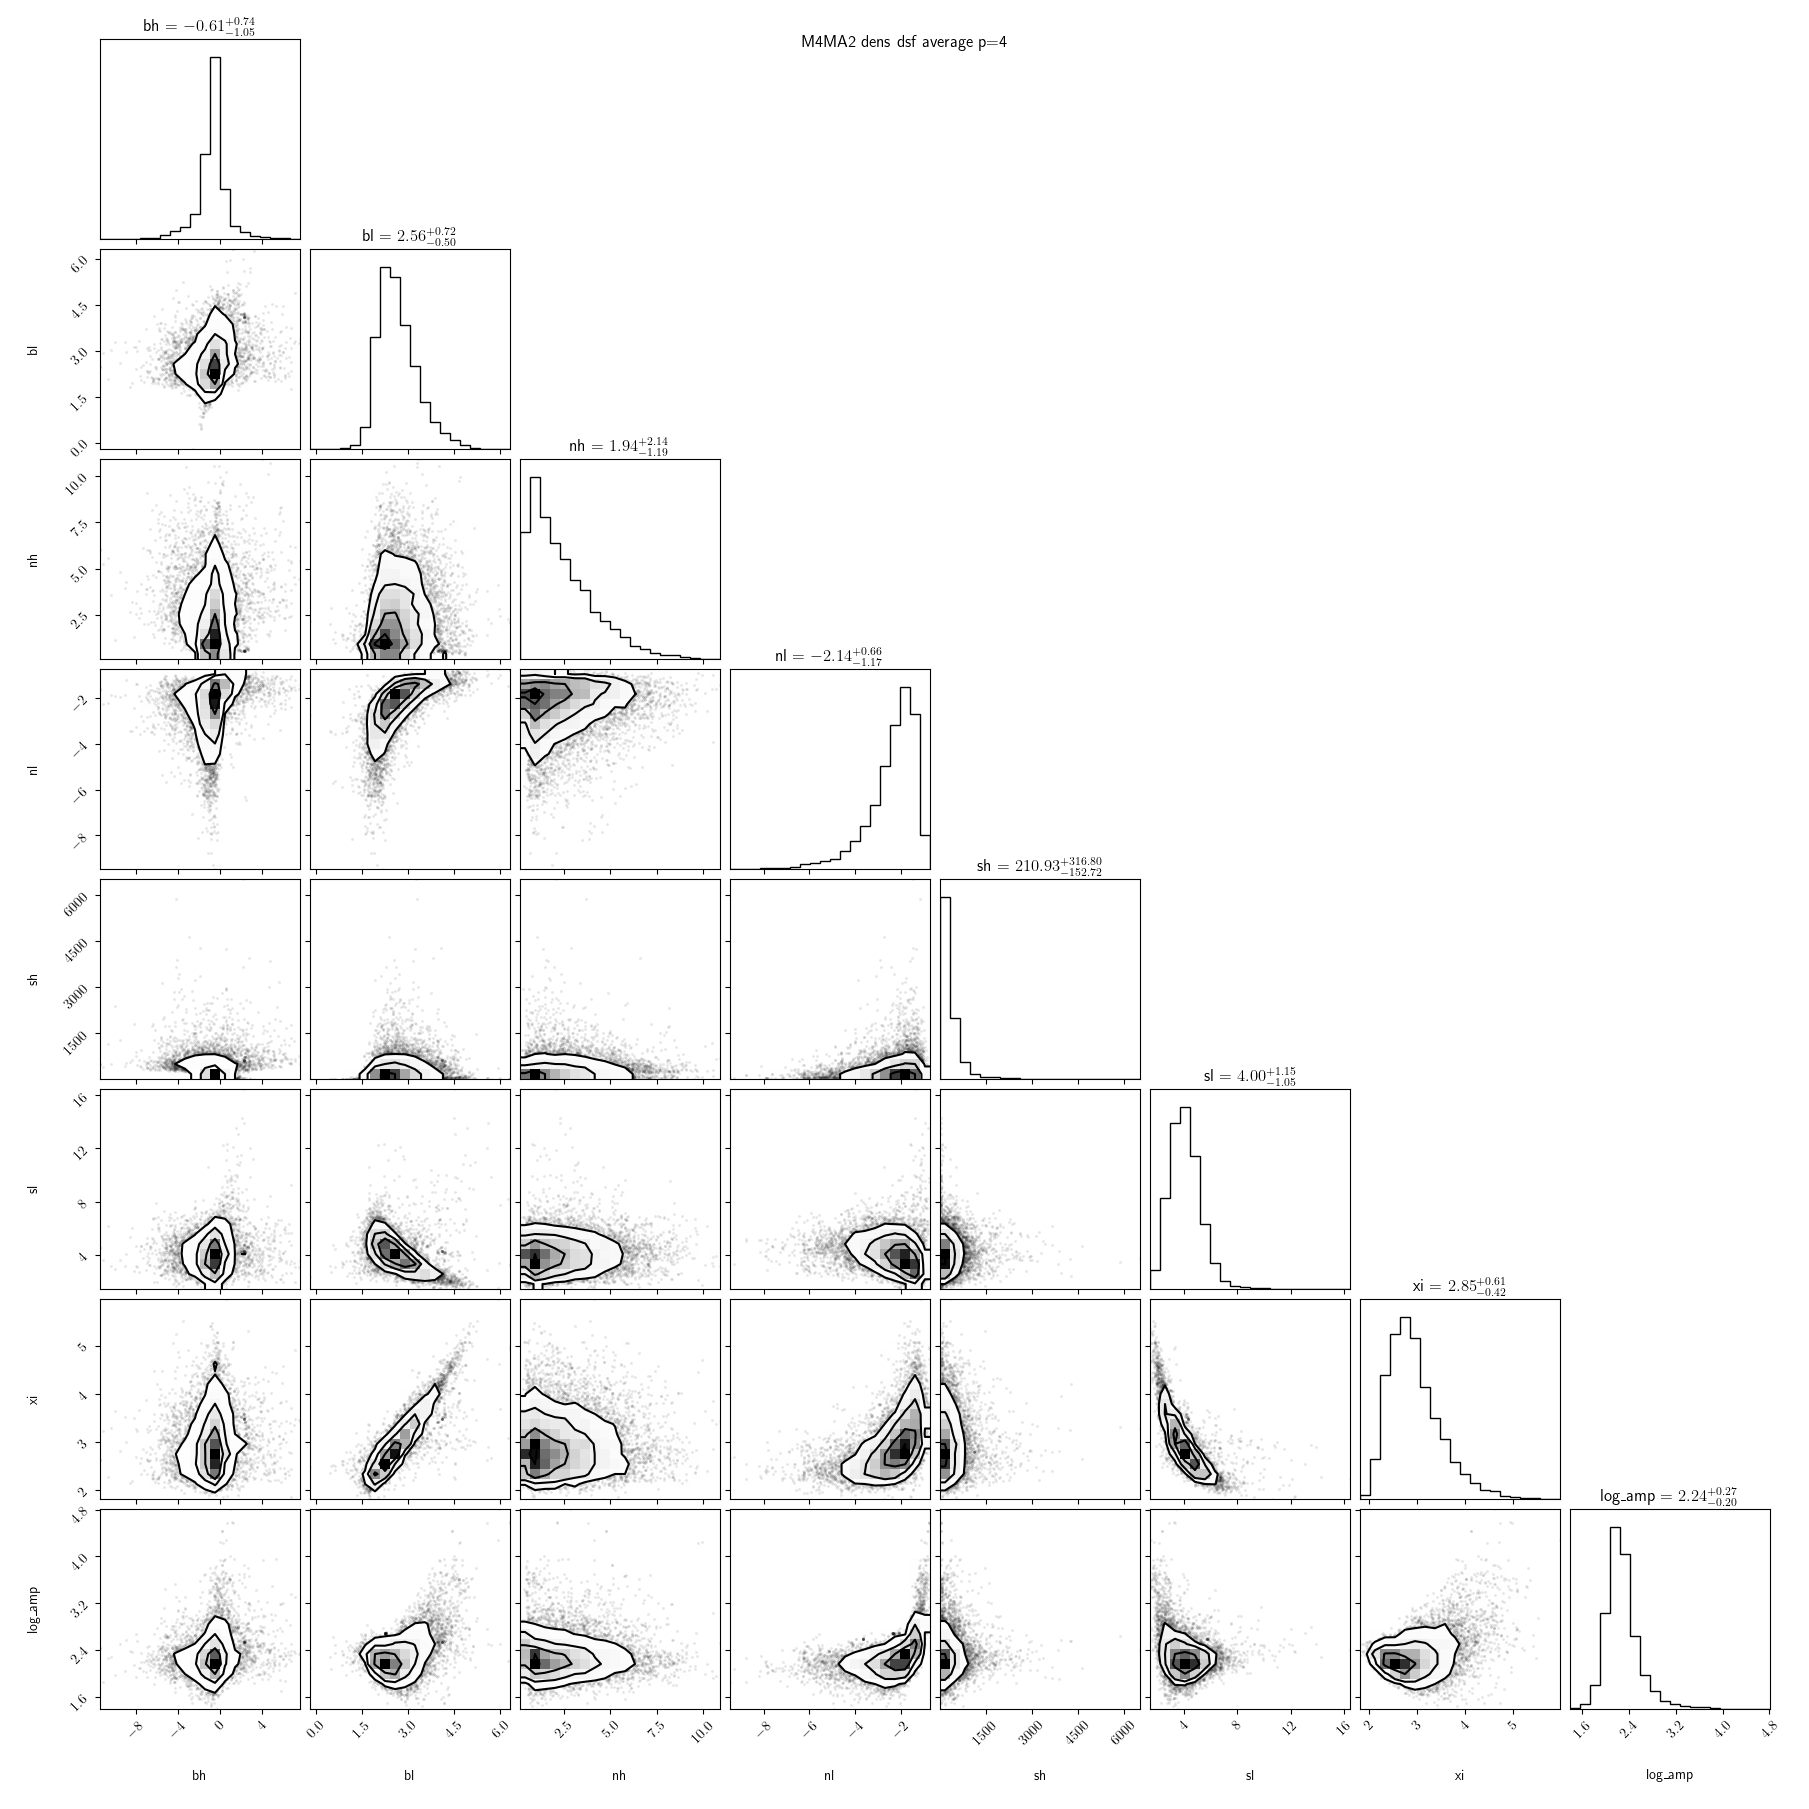 M4MA2 dens dsf average p=4
bh = −0.61+0.74 −1.05
bl = 2.56+0.72 −0.50
nh = 1.94+2.14 −1.19
nl = −2.14+0.66 −1.17
sh = 210.93+316.80 −152.72
sl = 4.00+1.15 −1.05
xi = 2.85+0.61 −0.42
log_amp = 2.24+0.27 −0.20
bl
6.0
4.5
3.0
1.5
0.0
nh
10.0
7.5
5.0
2.5
nl
−2
−4
−6
−8
sh
6000
4500
3000
1500
sl
16
12
8
4
xi
5
4
3
2
log_amp
4.8
4.0
3.2
2.4
1.6
−8 −4 0 4 0.0 1.5 3.0 4.5 6.0 2.5 5.0 7.5 10.0 −8 −6 −4 −2 1500 3000 4500 6000 4 8 12 16 2 3 4 5 1.6 2.4 3.2 4.0 4.8
bh bl nh nl sh sl xi log_amp